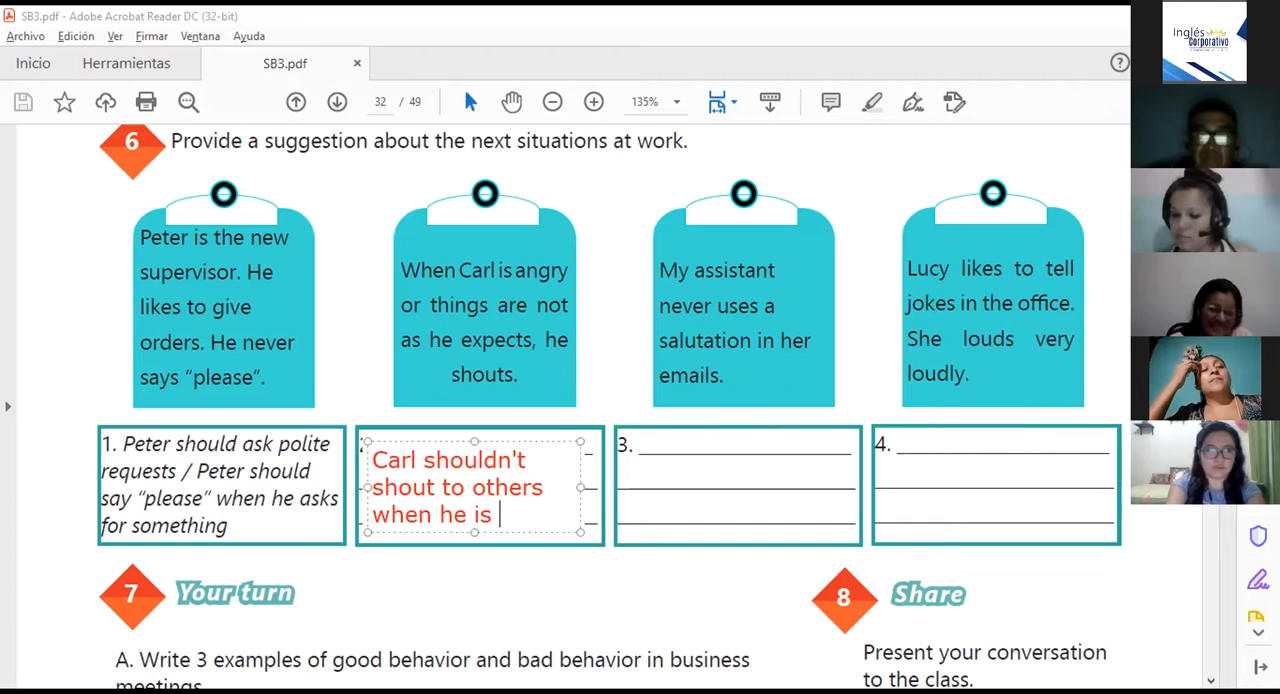 SB3.pdf - Adobe Acrobat Reader DC (32-bit)
Archivo Edición Ver Firmar Ventana Ayuda
Inicio Herramientas SB3.pdf ×
32 / 49 135%
6 Provide a suggestion about the next situations at work.
Peter is the new
supervisor. He
likes to give
orders. He never
says “please”.
When Carl is angry
or things are not
as he expects, he
shouts.
My assistant
never uses a
salutation in her
emails.
Lucy likes to tell
jokes in the office.
She louds very
loudly.
1. Peter should ask polite
requests / Peter should
say “please” when he asks
for something
Carl shouldn't
shout to others
when he is
3.
4.
7 Your turn
A. Write 3 examples of good behavior and bad behavior in business
meetings
8 Share
Present your conversation
to the class.
Inglés
Corporativo